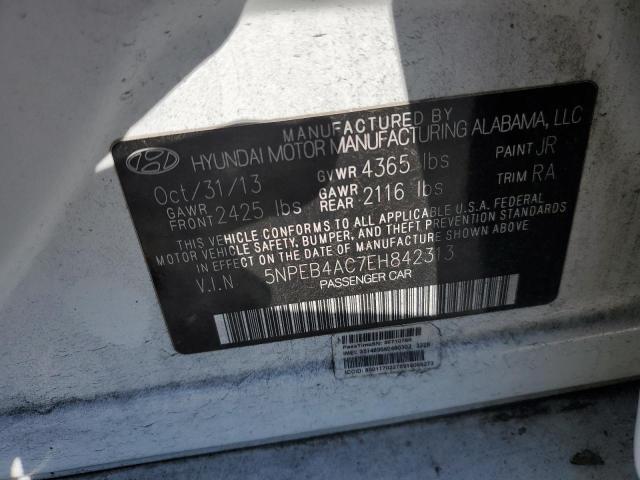 MANUFACTURED BY
HYUNDAI MOTOR MANUFACTURING ALABAMA, LLC
Oct/31/13 GVWR 4365 lbs PAINT JR
GAWR FRONT 2425 lbs GAWR REAR 2116 lbs TRIM RA
THIS VEHICLE CONFORMS TO ALL APPLICABLE U.S.A. FEDERAL
MOTOR VEHICLE SAFETY, BUMPER, AND THEFT PREVENTION STANDARDS
IN EFFECT ON THE DATE OF MANUFACTURE SHOWN ABOVE.
V.I.N 5NPEB4AC7EH842313
PASSENGER CAR